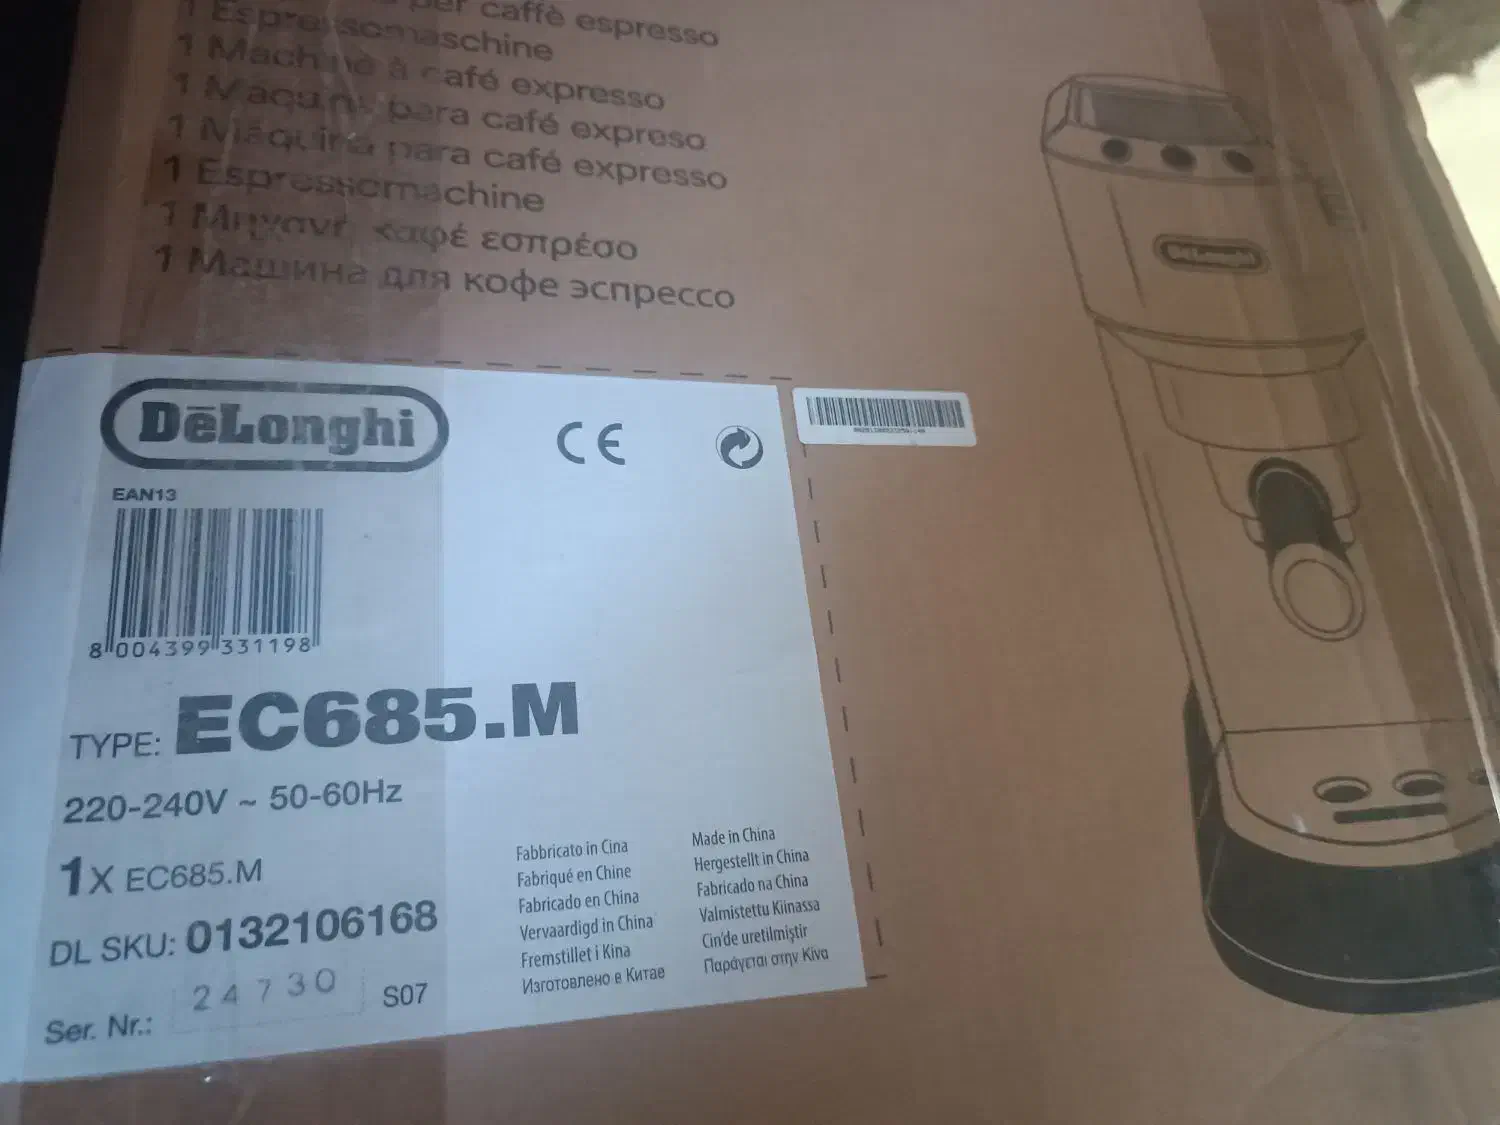 per caffè espresso
1 Espressomaschine
1 Machine à café expresso
1 Maquina para café expreso
1 Máquina para café expresso
1 Espressomachine
1 Μηχανή καφέ εσπρέσο
1 Машина для кофе эспрессо
DeLonghi
DēLonghi
CE
EAN13
8 004399 331198
TYPE: EC685.M
220-240V ~ 50-60Hz
1X EC685.M
DL SKU: 0132106168
Ser. Nr.: 24730 S07
Fabbricato in Cina
Fabriqué en Chine
Fabricado en China
Vervaardigd in China
Fremstillet i Kina
Изготовлено в Китае
Made in China
Hergestellt in China
Fabricado na China
Valmistettu Kiinassa
Cin'de uretilmiştir
Παράγεται στην Κίνα